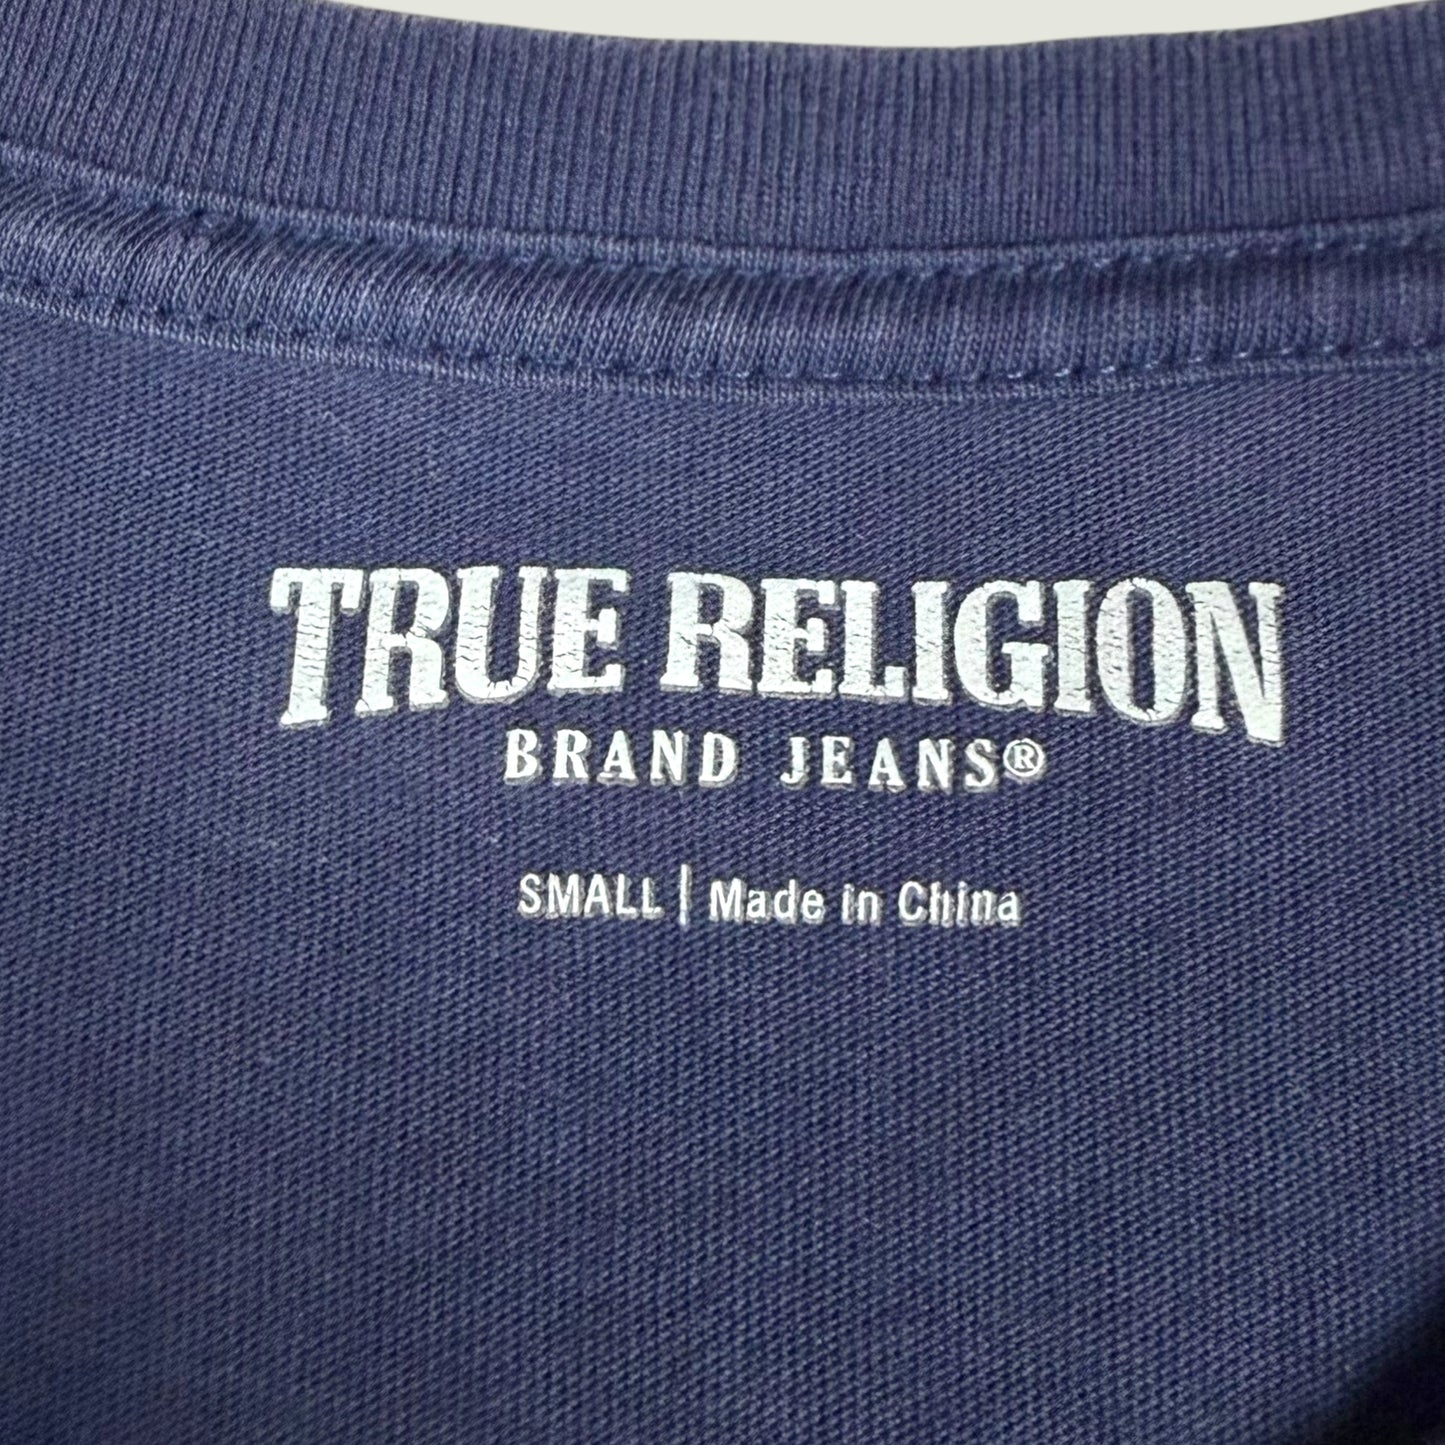 TRUE RELIGION
BRAND JEANS®
SMALL | Made in China